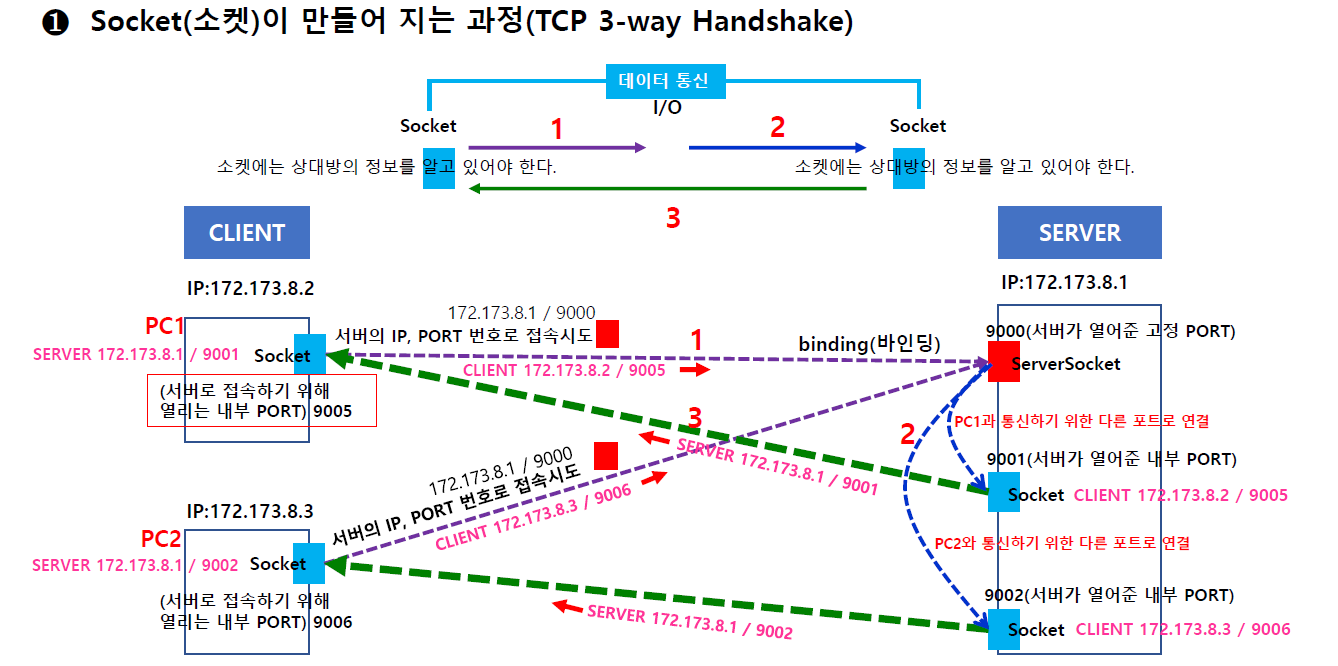 ❶ Socket(소켓)이 만들어 지는 과정(TCP 3-way Handshake)
데이터 통신
I/O
Socket
1
2
Socket
소켓에는 상대방의 정보를 알고 있어야 한다.
소켓에는 상대방의 정보를 알고 있어야 한다.
3
CLIENT
SERVER
IP:172.173.8.2
IP:172.173.8.1
PC1
172.173.8.1 / 9000
서버의 IP, PORT 번호로 접속시도
1
binding(바인딩)
9000(서버가 열어준 고정 PORT)
SERVER 172.173.8.1 / 9001
Socket
CLIENT 172.173.8.2 / 9005
ServerSocket
(서버로 접속하기 위해
열리는 내부 PORT) 9005
3
SERVER 172.173.8.1 / 9001
2
PC1과 통신하기 위한 다른 포트로 연결
9001(서버가 열어준 내부 PORT)
Socket
CLIENT 172.173.8.2 / 9005
172.173.8.1 / 9000
서버의 IP, PORT 번호로 접속시도
CLIENT 172.173.8.3 / 9006
IP:172.173.8.3
PC2
SERVER 172.173.8.1 / 9002
Socket
PC2와 통신하기 위한 다른 포트로 연결
(서버로 접속하기 위해
열리는 내부 PORT) 9006
SERVER 172.173.8.1 / 9002
9002(서버가 열어준 내부 PORT)
Socket
CLIENT 172.173.8.3 / 9006